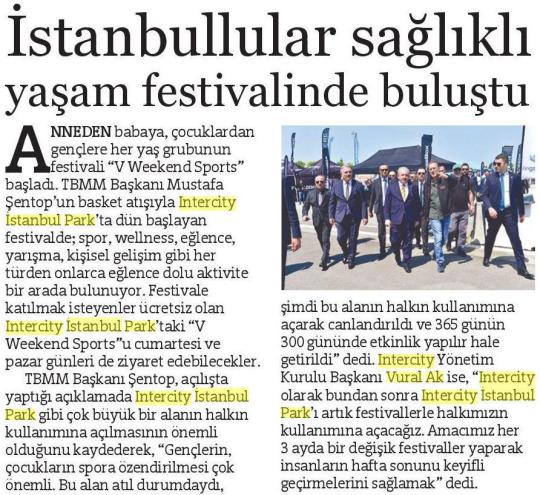 İstanbullular sağlıklı
yaşam festivalinde buluştu
ANNEDEN babaya, çocuklardan
gençlere her yaş grubunun
festivali “V Weekend Sports”
başladı. TBMM Başkanı Mustafa
Şentop’un basket atışıyla Intercity
İstanbul Park’ta dün başlayan
festivalde; spor, wellness, eğlence,
yarışma, kişisel gelişim gibi her
türden onlarca eğlence dolu aktivite
bir arada bulunuyor. Festivale
katılmak isteyenler ücretsiz olan
Intercity İstanbul Park’taki “V
Weekend Sports”u cumartesi ve
pazar günleri de ziyaret edebilecekler.
TBMM Başkanı Şentop, açılışta
yaptığı açıklamada Intercity İstanbul
Park gibi çok büyük bir alanın halkın
kullanımına açılmasının önemli
olduğunu kaydederek, “Gençlerin,
çocukların spora özendirilmesi çok
önemli. Bu alan atıl durumdaydı,
şimdi bu alanın halkın kullanımına
açarak canlandırıldı ve 365 günün
300 gününde etkinlik yapılır hale
getirildi” dedi. Intercity Yönetim
Kurulu Başkanı Vural Ak ise, “Intercity
olarak bundan sonra Intercity İstanbul
Park’ı artık festivallerle halkımızın
kullanımına açacağız. Amacımız her
3 ayda bir değişik festivaller yaparak
insanların hafta sonunu keyifli
geçirmelerini sağlamak” dedi.